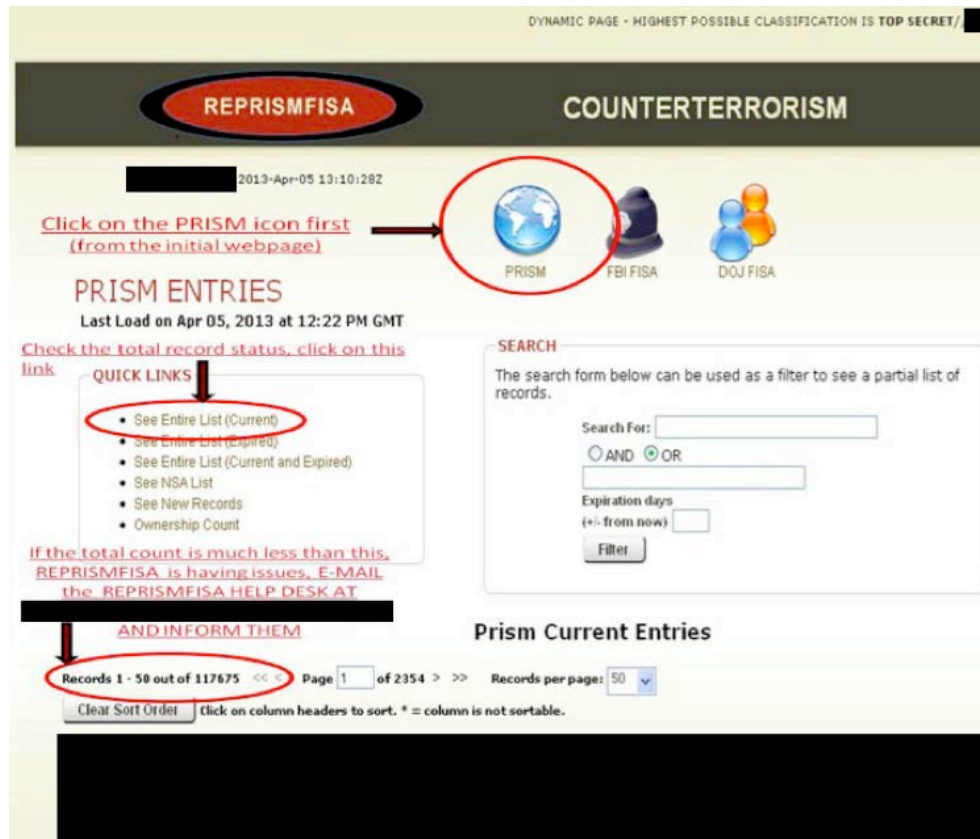 DYNAMIC PAGE - HIGHEST POSSIBLE CLASSIFICATION IS TOP SECRET/
REPRISMFISA
COUNTERTERRORISM
2013-Apr-05 13:10:28Z
Click on the PRISM icon first
(from the initial webpage)
PRISM
FBI FISA
DOJ FISA
PRISM ENTRIES
Last Load on Apr 05, 2013 at 12:22 PM GMT
Check the total record status, click on this
link
QUICK LINKS
See Entire List (Current)
See Entire List (Expired)
See Entire List (Current and Expired)
See NSA List
See New Records
Ownership Count
SEARCH
The search form below can be used as a filter to see a partial list of
records.
Search For:
AND OR
Expiration days
(+/- from now)
Filter
If the total count is much less than this,
REPRISMFISA is having issues, E-MAIL
the REPRISMFISA HELP DESK AT
AND INFORM THEM
Prism Current Entries
Records 1 - 50 out of 117675 << < Page 1 of 2354 > >> Records per page: 50
Clear Sort Order Click on column headers to sort. * = column is not sortable.